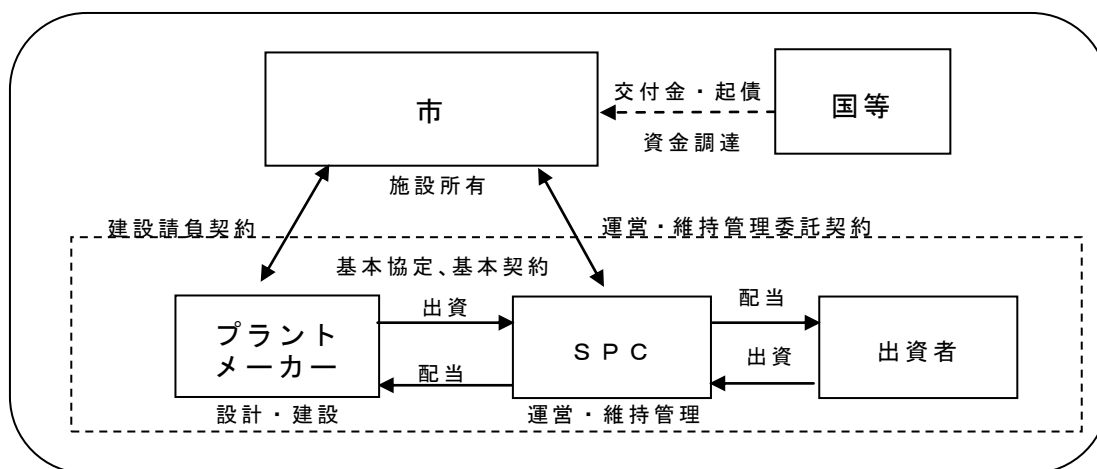 市
交付金・起債
国等
資金調達
施設所有
建設請負契約
運営・維持管理委託契約
基本協定、基本契約
プラント
メーカー
出資
配当
ＳＰＣ
配当
出資
出資者
設計・建設
運営・維持管理